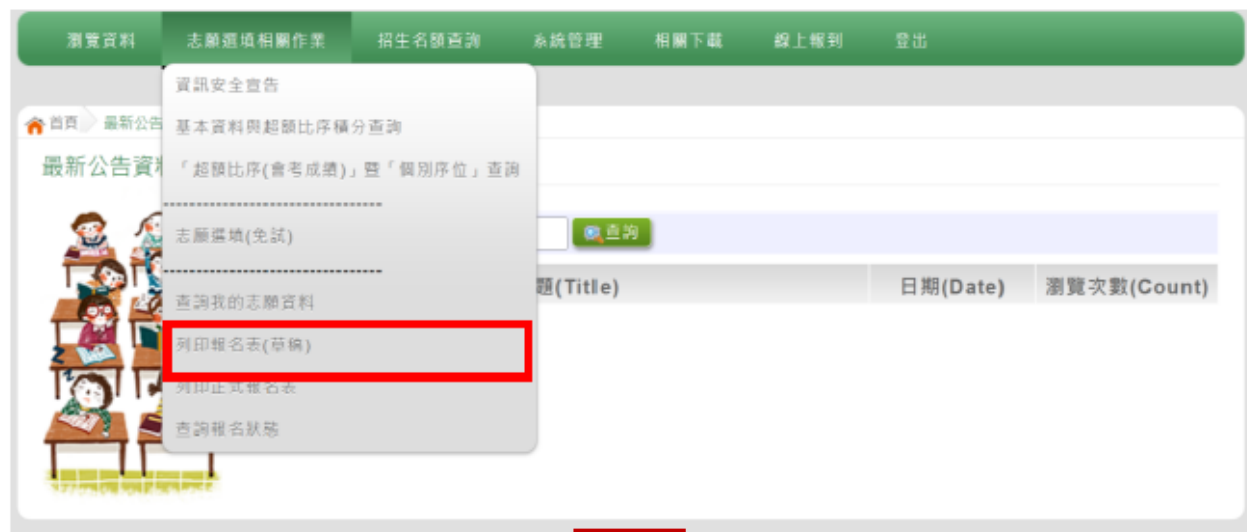 瀏覽資料 志願選填相關作業 招生名額查詢 系統管理 相關下載 線上報到 登出
資訊安全宣告
首頁 最新公告
基本資料與超額比序積分查詢
最新公告資
「超額比序(會考成績)」暨「個別序位」查詢
--------------------------------
志願選填(免試)
查詢
--------------------------------
題(Title) 日期(Date) 瀏覽次數(Count)
查詢我的志願資料
列印報名表(草稿)
列印正式報名表
查詢報名狀態